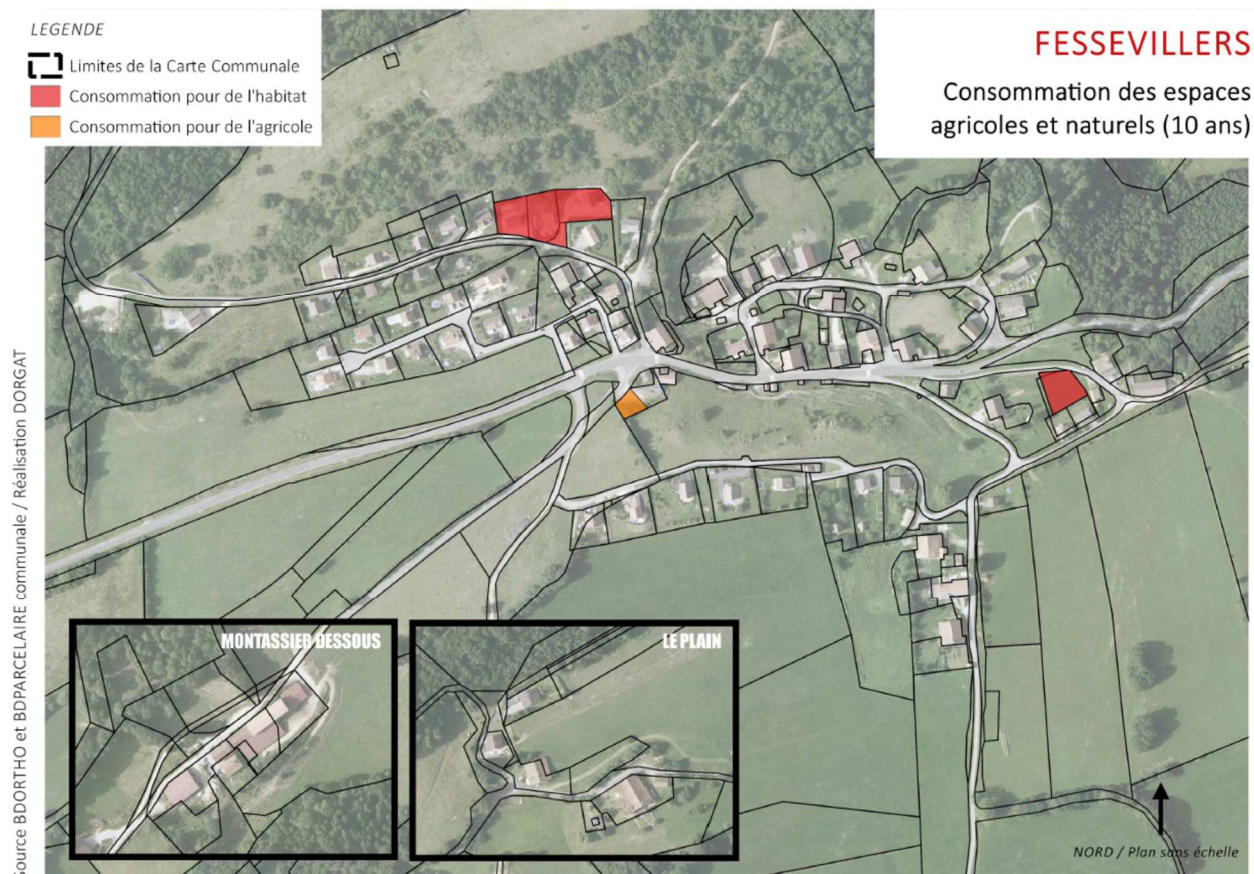 LEGENDE
Limites de la Carte Communale
Consommation pour de l'habitat
Consommation pour de l'agricole
FESSEVILLERS
Consommation des espaces
agricoles et naturels (10 ans)
Source BDORTHO et BDPARCELAIRE communale / Réalisation DORGAT
MONTASSIER DESSOUS
LE PLAIN
NORD / Plan sans échelle